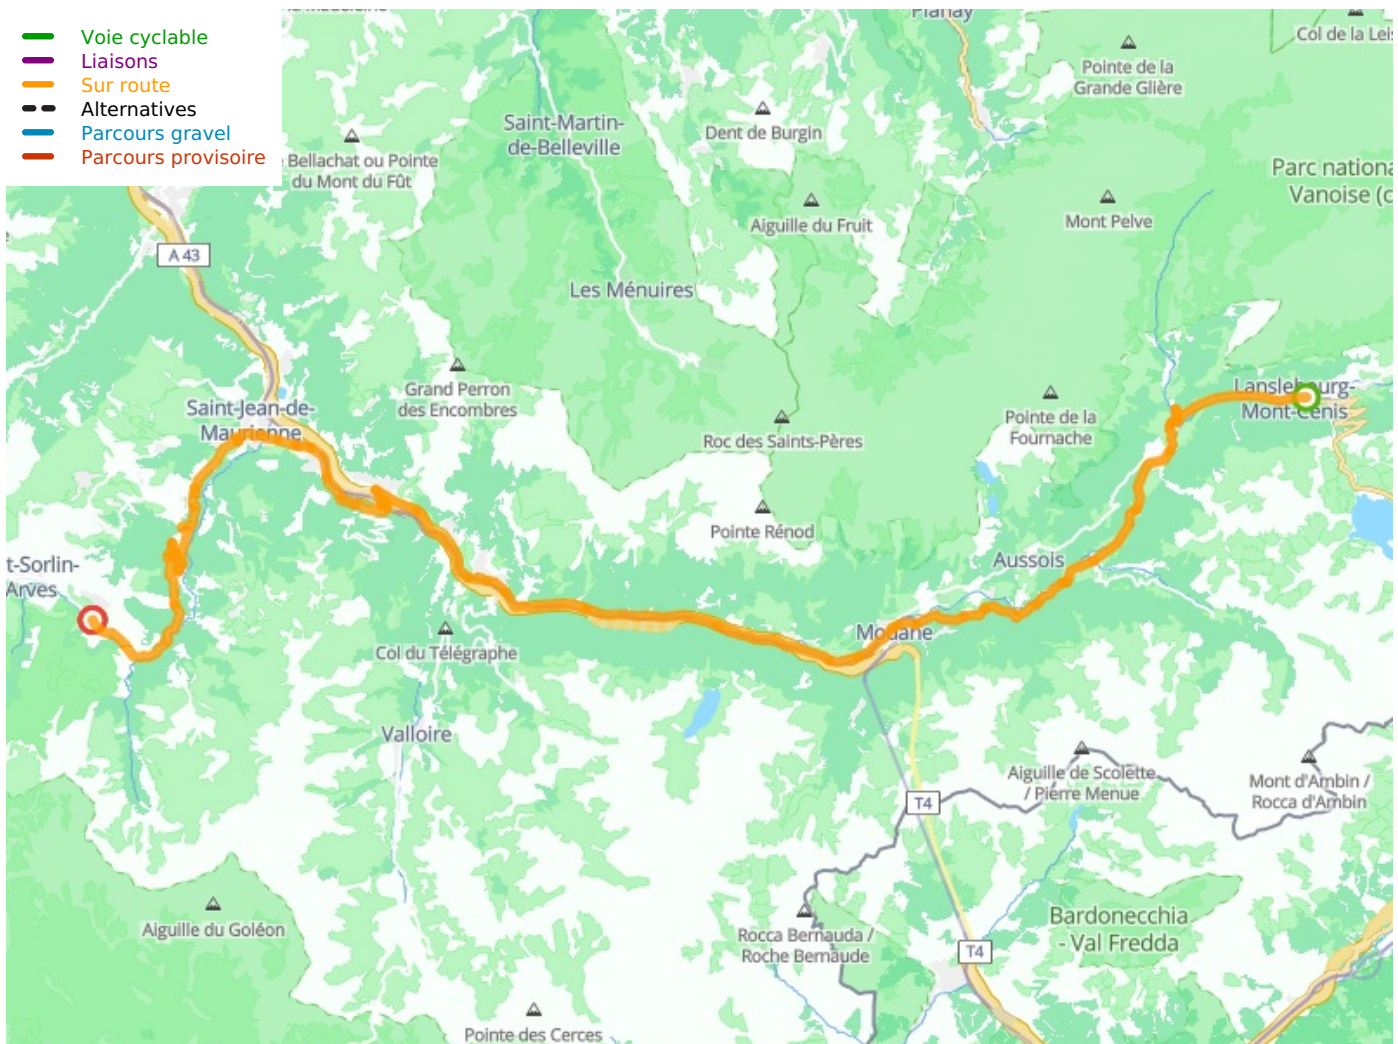 Voie cyclable
Liaisons
Sur route
Alternatives
Parcours gravel
Parcours provisoire
Planay
Col de la Leis
Pointe de la
Grande Glière
Saint-Martin-
de-Belleville
Dent de Burgin
Bellachat ou Pointe
du Mont du Fût
Parc nationa
Vanoise (c
Aiguille du Fruit
Mont Pelve
A 43
Les Ménuires
Grand Perron
des Encombres
Lanslebourg-
Mont-Cenis
Saint-Jean-de-
Maurienne
Pointe de la
Fournache
Roc des Saints-Pères
Pointe Rénod
Aussois
t-Sorlin-
Arves
Modane
Col du Télégraphe
Valloire
Aiguille de Scolette
/ Pierre Menue
Mont d'Ambin /
Rocca d'Ambin
T4
Aiguille du Goléon
Rocca Bernauda /
Roche Bernaude
Bardonecchia
- Val Fredda
T4
Pointe des Cerces